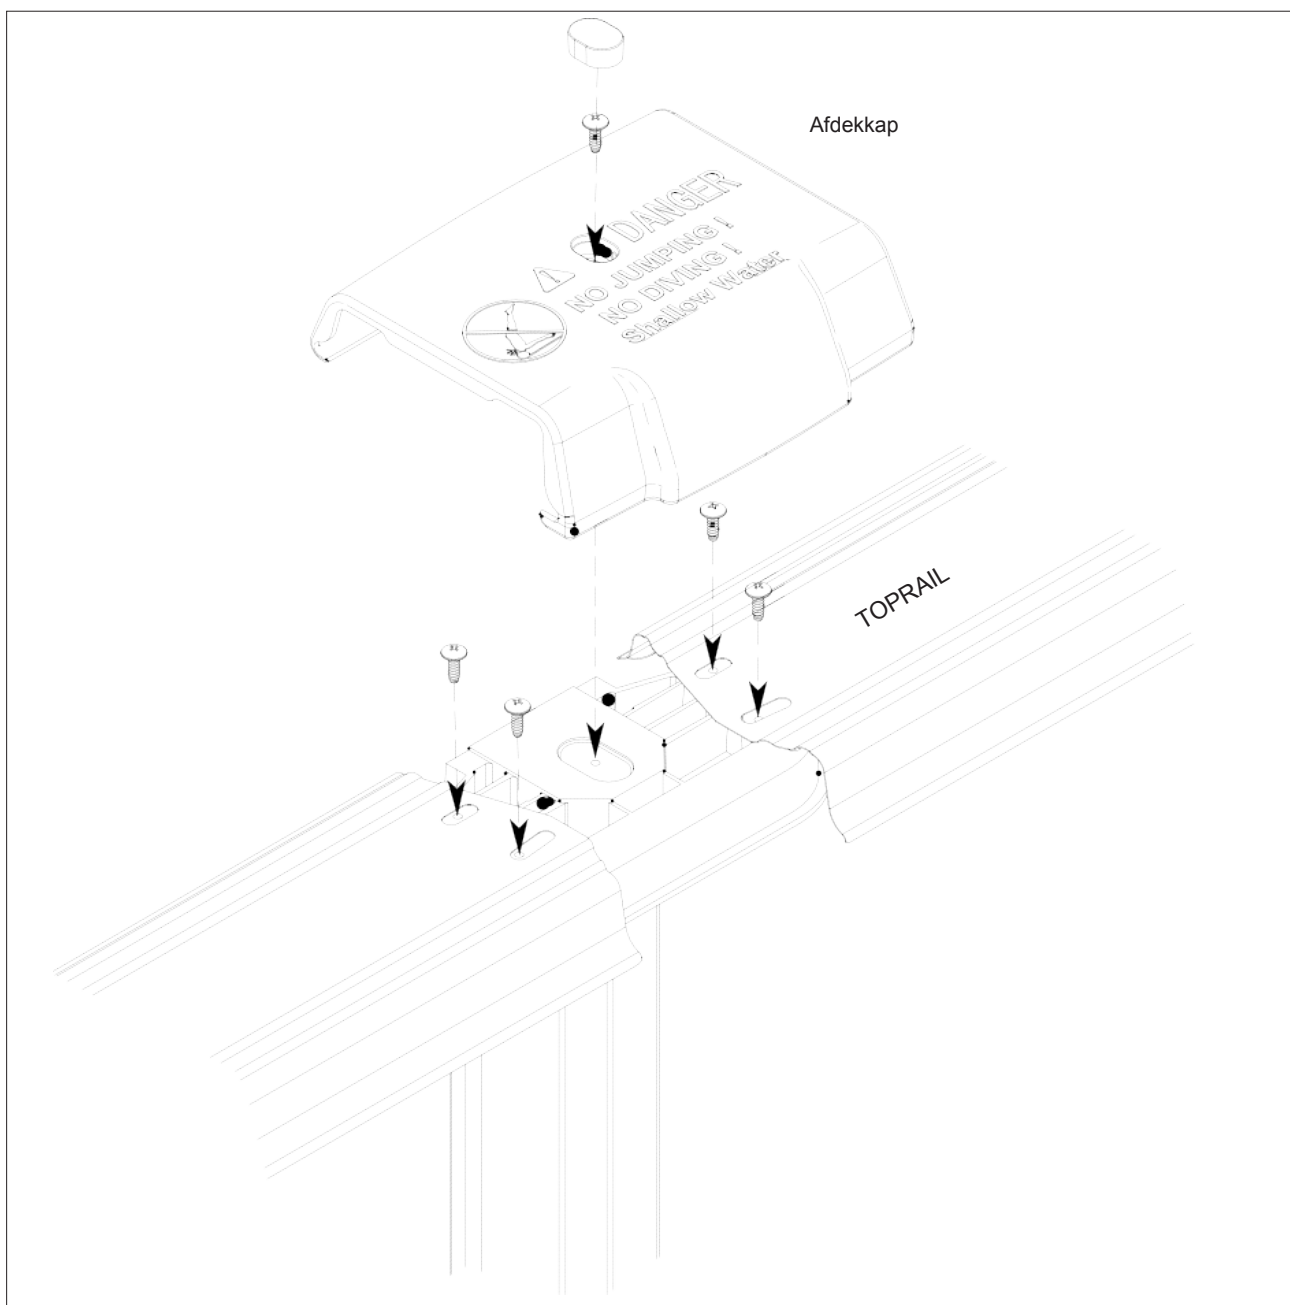 Afdekkap
DANGER
NO JUMPING !
NO DIVING !
Shallow Water
TOPRAIL